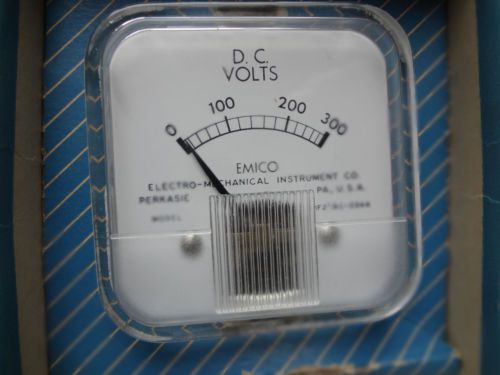 D. C.
VOLTS
0 100 200 300
EMICO
ELECTRO-MECHANICAL INSTRUMENT CO.
PERKASIE PA., U.S.A.
MODEL